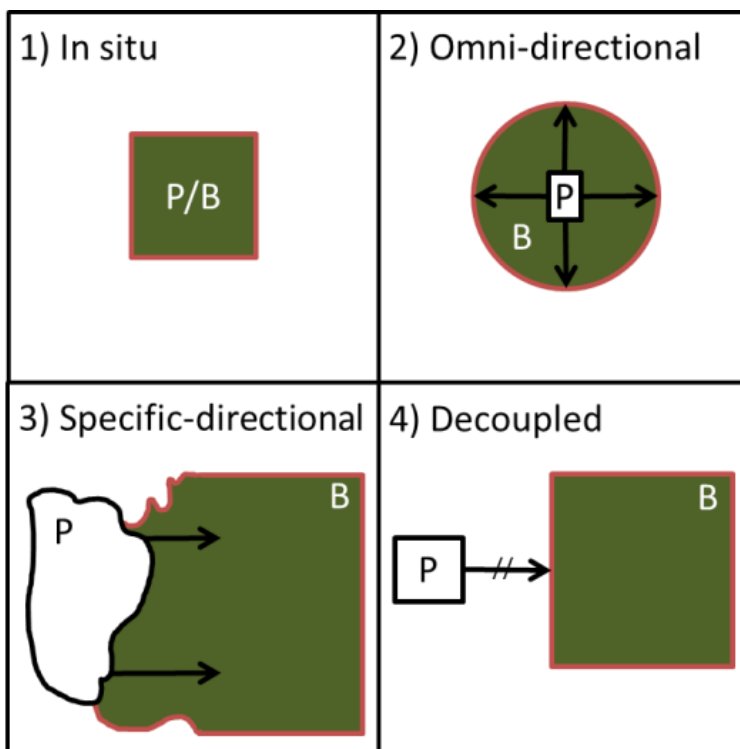 1) In situ
P/B
2) Omni-directional
P
B
3) Specific-directional
P
B
4) Decoupled
P
B